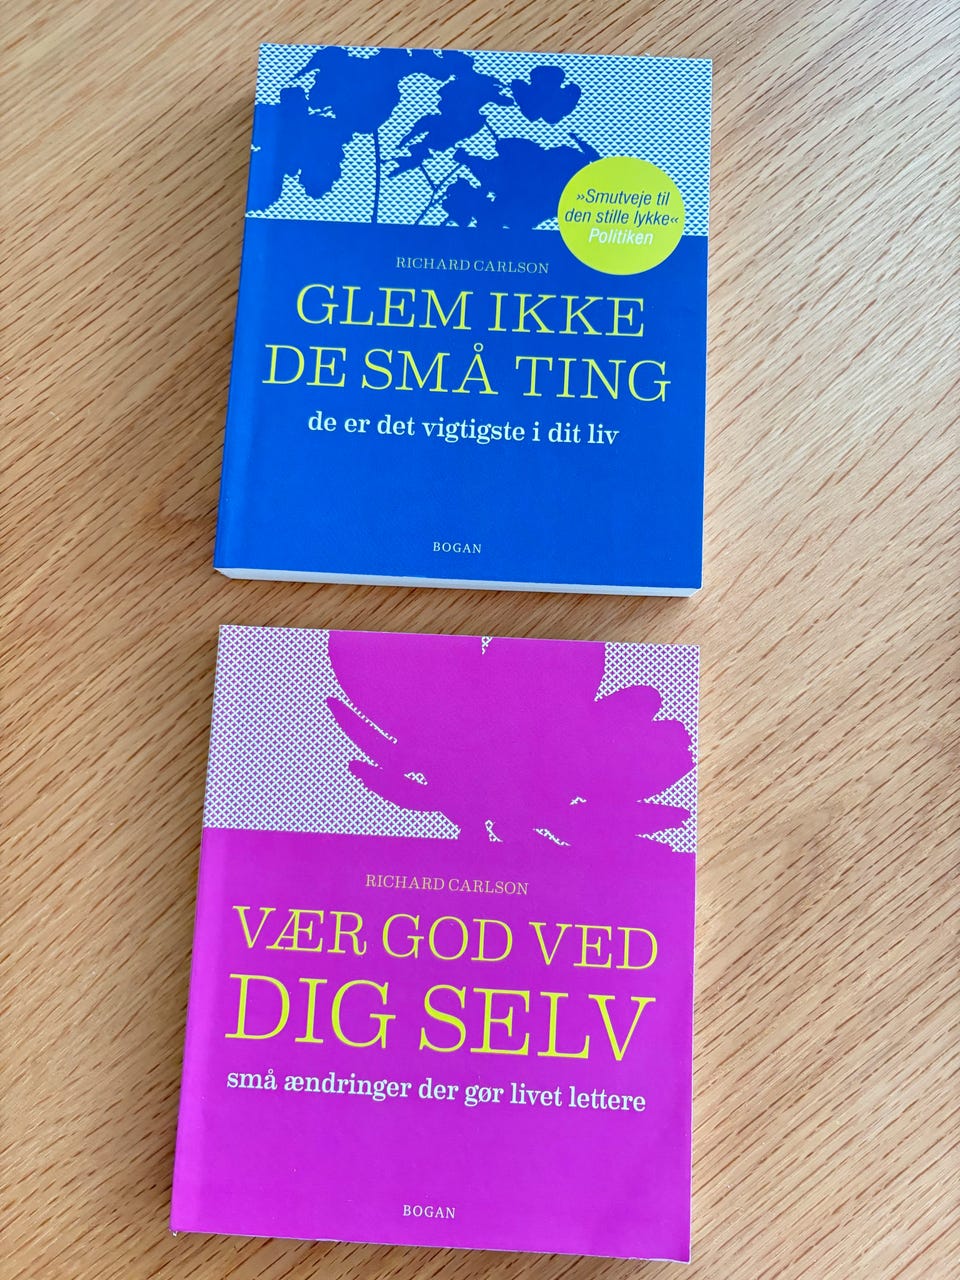 »Smutveje til
den stille lykke«
Politiken
RICHARD CARLSON
GLEM IKKE
DE SMÅ TING
de er det vigtigste i dit liv
BOGAN
RICHARD CARLSON
VÆR GOD VED
DIG SELV
små ændringer der gør livet lettere
BOGAN